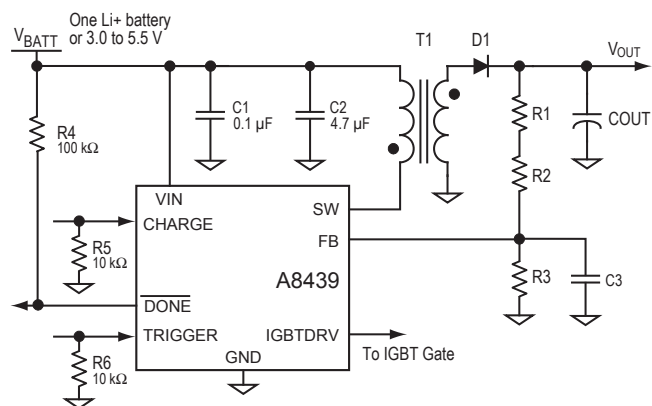 One Li+ battery
or 3.0 to 5.5 V
VBATT
T1
D1
VOUT
C1
0.1 µF
C2
4.7 µF
R1
COUT
R4
100 kΩ
R2
VIN
SW
CHARGE
FB
R5
10 kΩ
A8439
R3
C3
DONE
TRIGGER
IGBTDRV
To IGBT Gate
GND
R6
10 kΩ